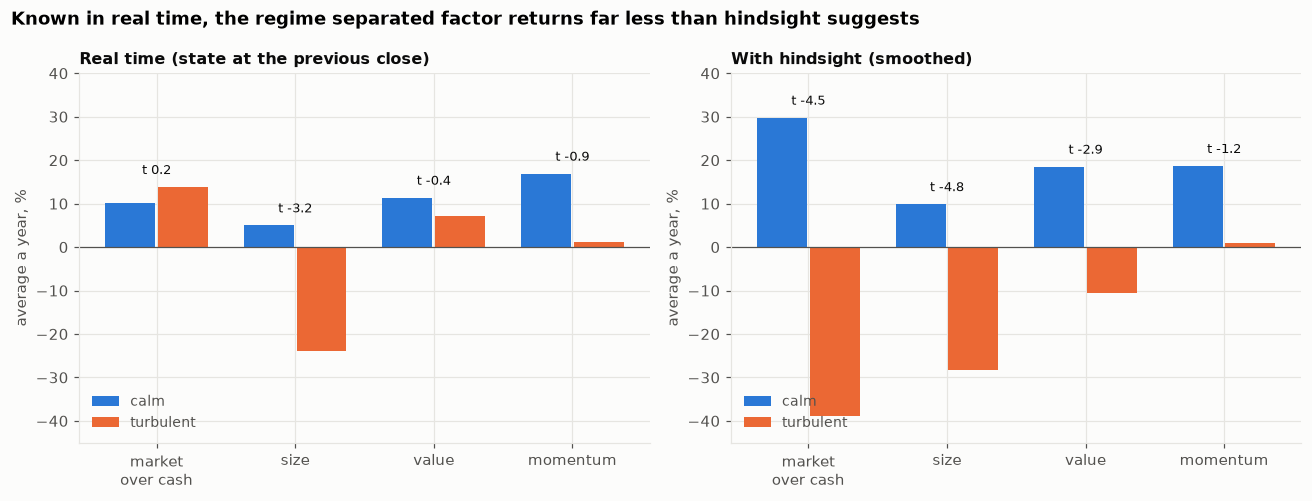 Known in real time, the regime separated factor returns far less than hindsight suggests
Real time (state at the previous close)
average a year, %
40
30
20
10
0
−10
−20
−30
−40
t 0.2
t -3.2
t -0.4
t -0.9
calm
turbulent
market
over cash
size
value
momentum
With hindsight (smoothed)
average a year, %
40
30
20
10
0
−10
−20
−30
−40
t -4.5
t -4.8
t -2.9
t -1.2
calm
turbulent
market
over cash
size
value
momentum